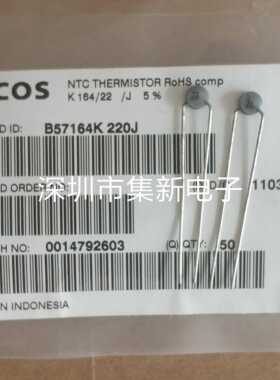 COS NTC THERMISTOR RoHS comp
K 164/22 /J 5 %
D ID: B57164K 220J
D ORDE
1103
深圳市集新电子
H NO: 0014792603 (Q) QTY: 50
N INDONESIA